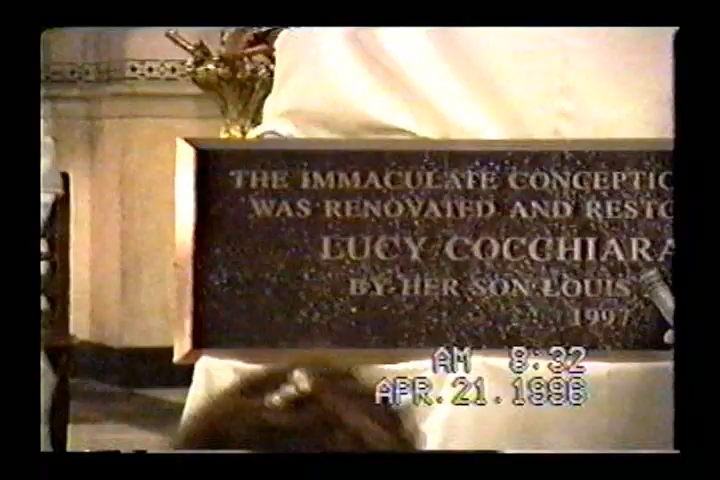 THE IMMACULATE CONCEPTIO
WAS RENOVATED AND RESTO
LUCY COCCHIARA
BY HER SON LOUIS
1997
AM 8:32
APR.21.1998